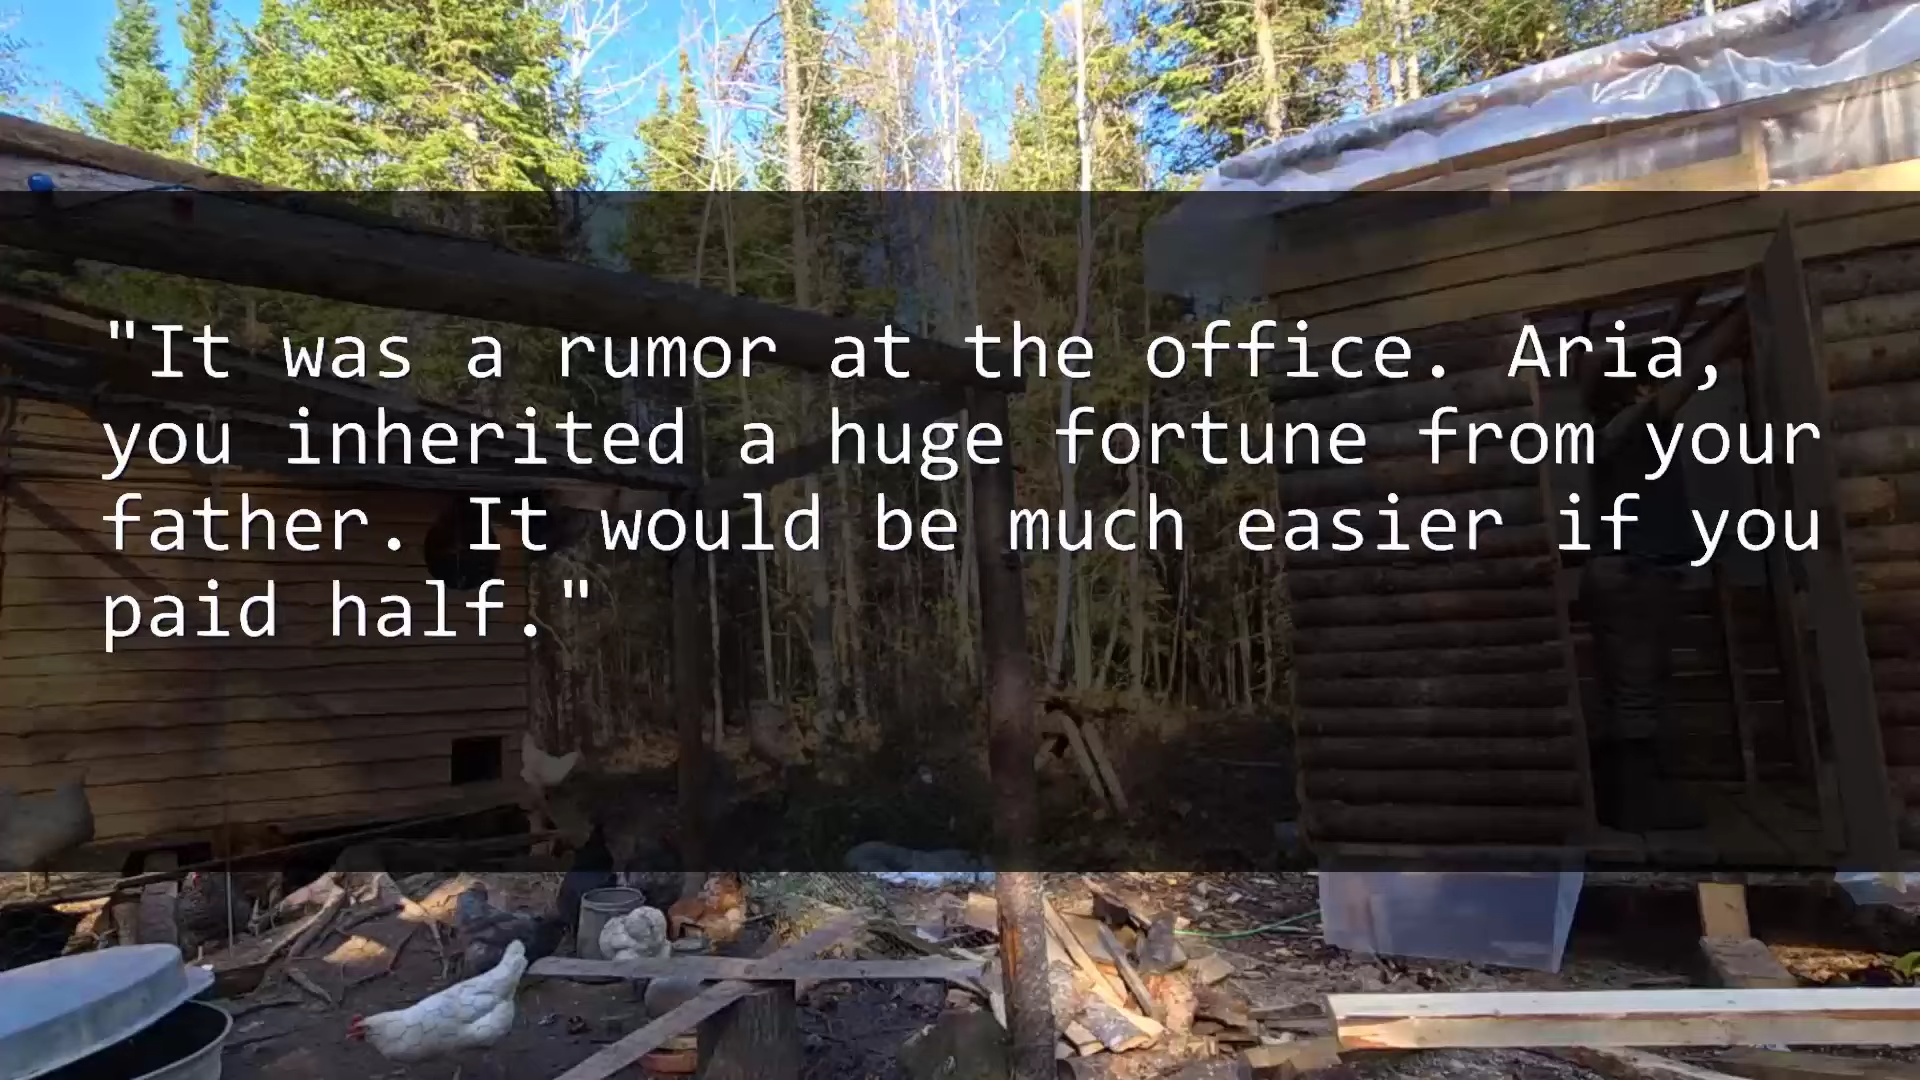 "It was a rumor at the office. Aria,
you inherited a huge fortune from your
father. It would be much easier if you
paid half."